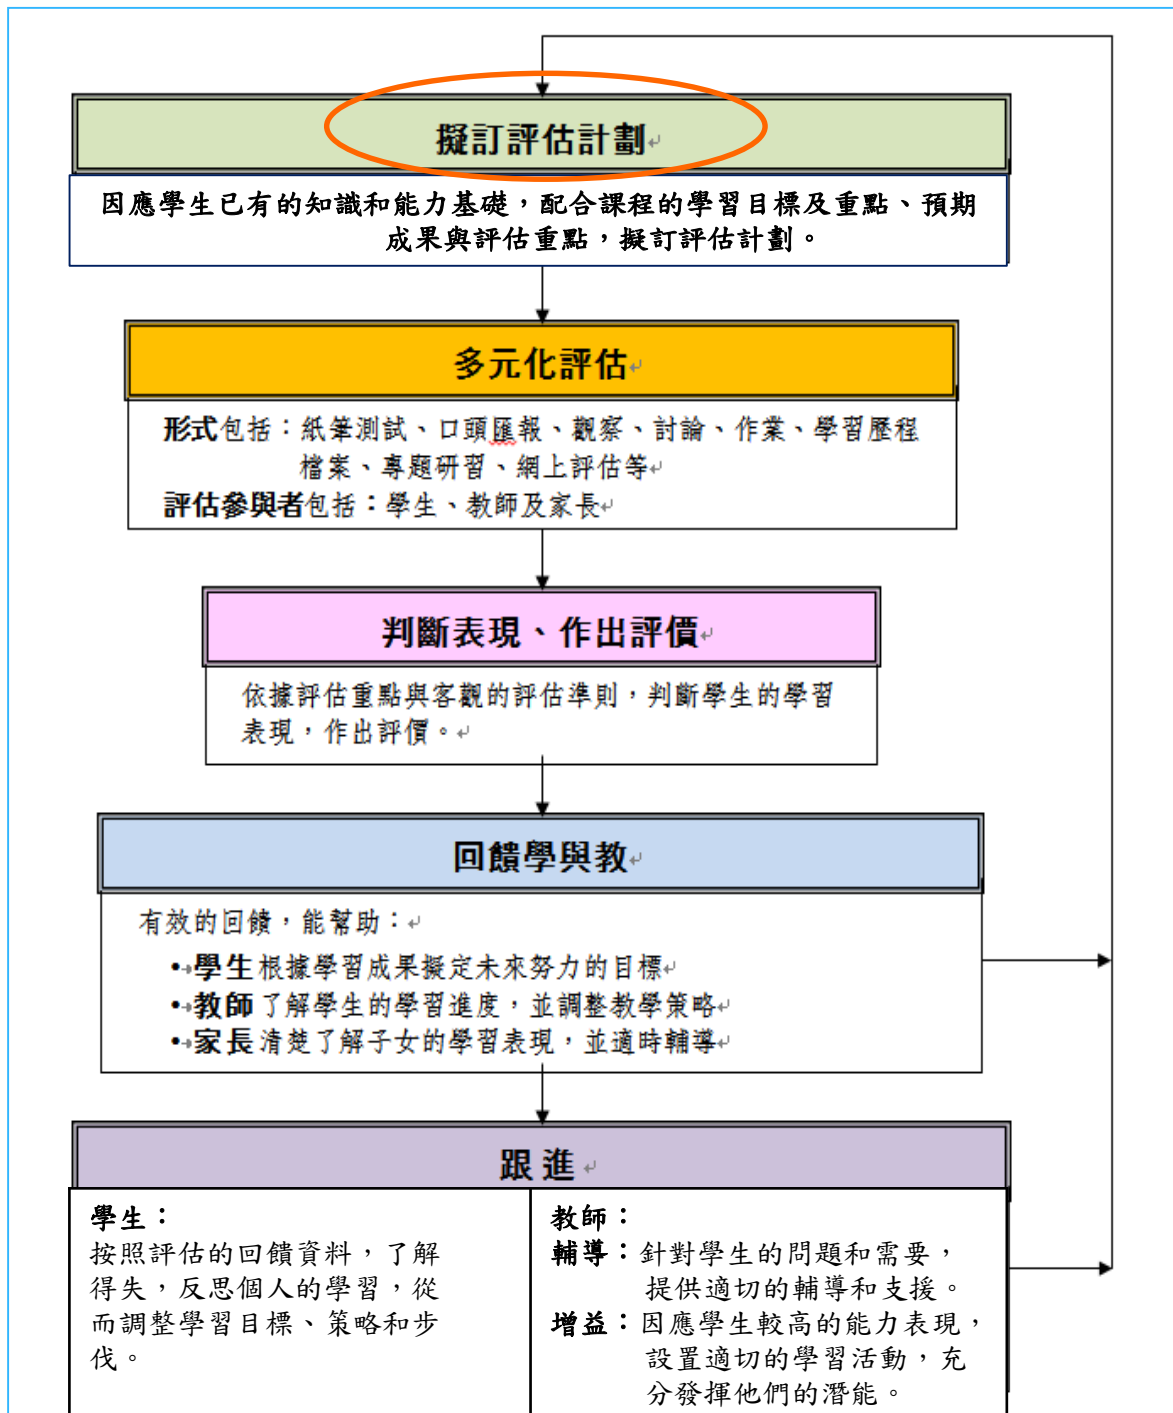 擬訂評估計劃
因應學生已有的知識和能力基礎，配合課程的學習目標及重點、預期
成果與評估重點，擬訂評估計劃。
多元化評估
形式包括：紙筆測試、口頭匯報、觀察、討論、作業、學習歷程
檔案、專題研習、網上評估等
評估參與者包括：學生、教師及家長
判斷表現、作出評價
依據評估重點與客觀的評估準則，判斷學生的學習
表現，作出評價。
回饋學與教
有效的回饋，能幫助：
•學生根據學習成果擬定未來努力的目標
•教師了解學生的學習進度，並調整教學策略
•家長清楚了解子女的學習表現，並適時輔導
跟進
學生：
按照評估的回饋資料，了解
得失，反思個人的學習，從
而調整學習目標、策略和步
伐。
教師：
輔導：針對學生的問題和需要，
提供適切的輔導和支援。
增益：因應學生較高的能力表現，
設置適切的學習活動，充
分發揮他們的潛能。